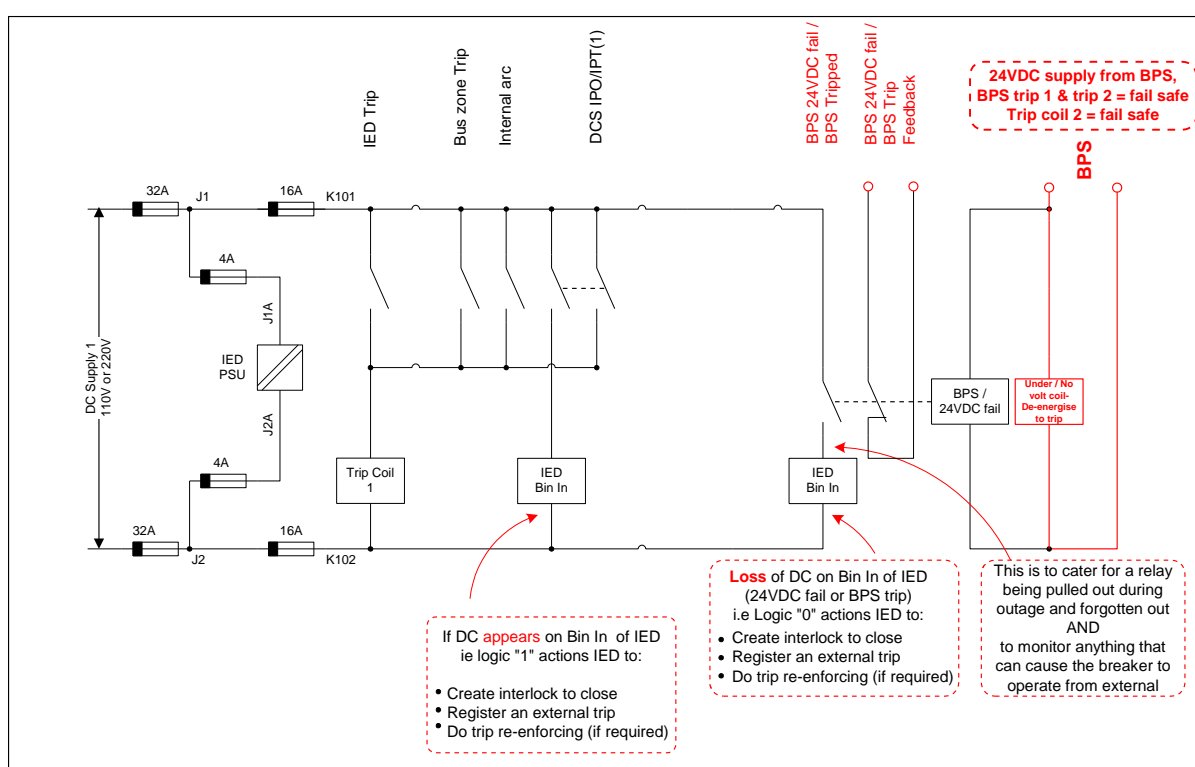 IED Trip
Bus zone Trip
Internal arc
DCS IPO/IPT(1)
BPS 24VDC fail /
BPS Tripped
BPS 24VDC fail /
BPS Trip
Feedback
24VDC supply from BPS,
BPS trip 1 & trip 2 = fail safe
Trip coil 2 = fail safe
BPS
32A
J1
16A
K101
4A
J1A
DC Supply 1
110V or 220V
IED
PSU
J2A
4A
32A
J2
16A
K102
Trip Coil
1
IED
Bin In
IED
Bin In
BPS /
24VDC fail
Under / No
volt coil-
De-energise
to trip
If DC appears on Bin In of IED
ie logic "1" actions IED to:
• Create interlock to close
• Register an external trip
• Do trip re-enforcing (if required)
Loss of DC on Bin In of IED
(24VDC fail or BPS trip)
i.e Logic "0" actions IED to:
• Create interlock to close
• Register an external trip
• Do trip re-enforcing (if required)
This is to cater for a relay
being pulled out during
outage and forgotten out
AND
to monitor anything that
can cause the breaker to
operate from external